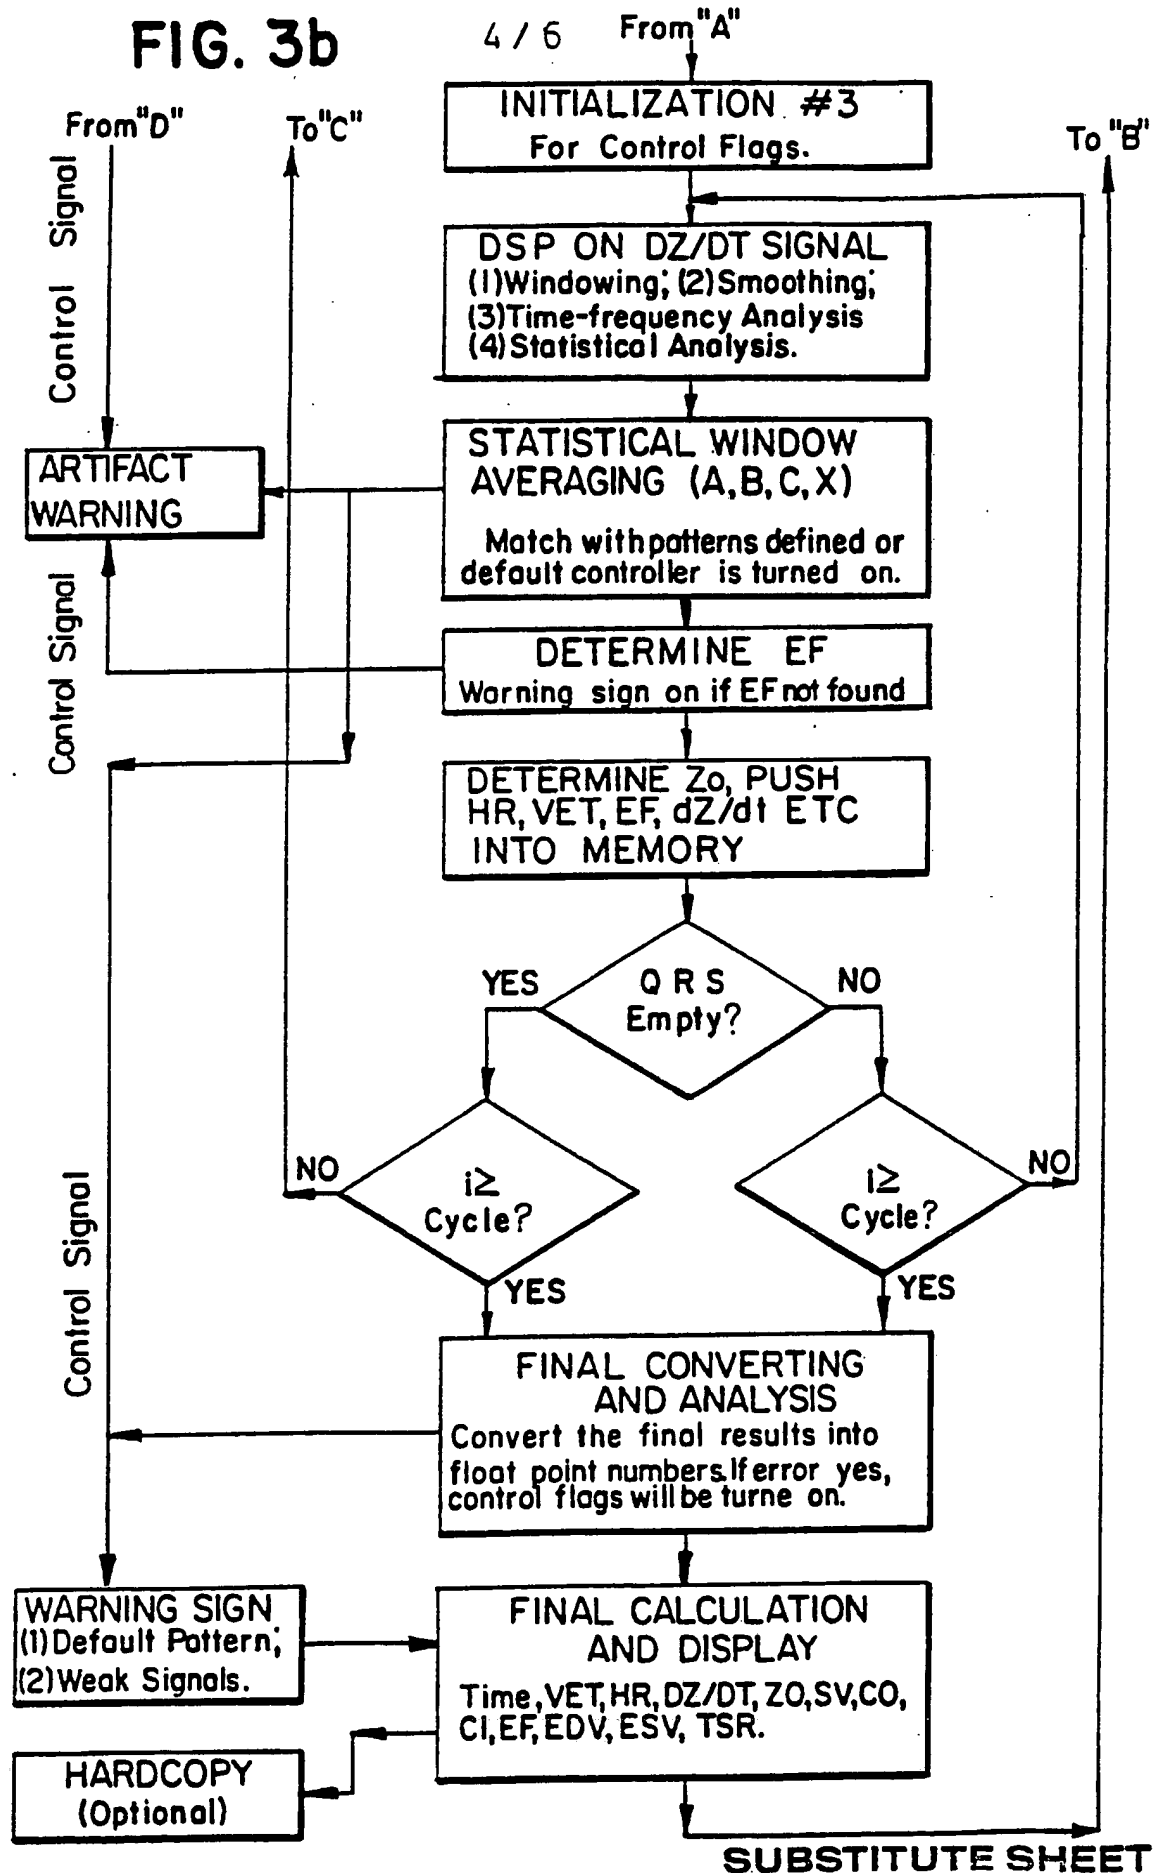 FIG. 3b
4 / 6
From "A"
INITIALIZATION #3
For Control Flags.
From "D"
To "C"
To "B"
Control Signal
DSP ON DZ/DT SIGNAL
(1) Windowing; (2) Smoothing;
(3) Time-frequency Analysis
(4) Statistical Analysis.
STATISTICAL WINDOW
AVERAGING (A, B, C, X)
Match with patterns defined or
default controller is turned on.
ARTIFACT
WARNING
Control Signal
DETERMINE EF
Warning sign on if EF not found
DETERMINE Zo, PUSH
HR, VET, EF, dZ/dt ETC
INTO MEMORY
YES
Q R S
Empty?
NO
NO
i≥
Cycle?
YES
i≥
Cycle?
NO
YES
Control Signal
FINAL CONVERTING
AND ANALYSIS
Convert the final results into
float point numbers. If error yes,
control flags will be turne on.
WARNING SIGN
(1) Default Pattern;
(2) Weak Signals.
FINAL CALCULATION
AND DISPLAY
Time, VET, HR, DZ/DT, ZO, SV, CO,
CI, EF, EDV, ESV, TSR.
HARDCOPY
(Optional)
SUBSTITUTE SHEET